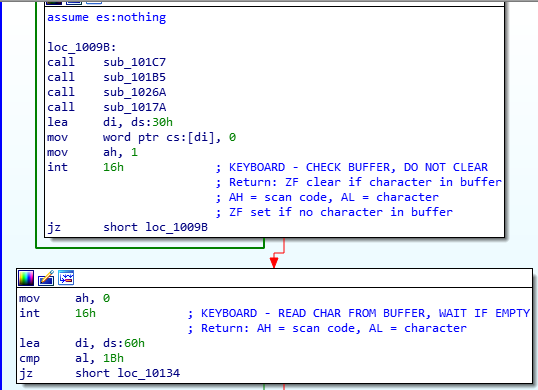 assume es:nothing
loc_1009B:
call sub_101C7
call sub_101B5
call sub_1026A
call sub_1017A
lea di, ds:30h
mov word ptr cs:[di], 0
mov ah, 1
int 16h ; KEYBOARD - CHECK BUFFER, DO NOT CLEAR
; Return: ZF clear if character in buffer
; AH = scan code, AL = character
; ZF set if no character in buffer
jz short loc_1009B
mov ah, 0
int 16h ; KEYBOARD - READ CHAR FROM BUFFER, WAIT IF EMPTY
; Return: AH = scan code, AL = character
lea di, ds:60h
cmp al, 1Bh
jz short loc_10134